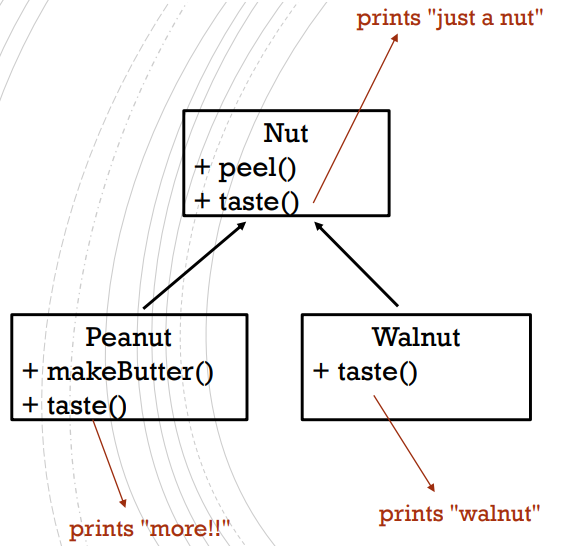 prints "just a nut"
Nut
+ peel()
+ taste()
Peanut
+ makeButter()
+ taste()
Walnut
+ taste()
prints "more!!"
prints "walnut"